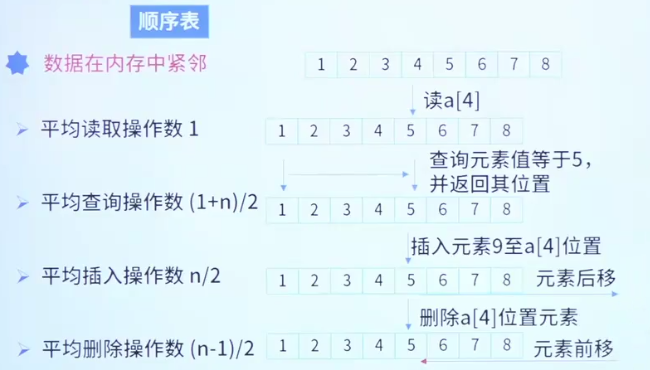 顺序表
数据在内存中紧邻
1 2 3 4 5 6 7 8
读a[4]
平均读取操作数 1
1 2 3 4 5 6 7 8
查询元素值等于5，
并返回其位置
平均查询操作数 (1+n)/2
1 2 3 4 5 6 7 8
插入元素9至a[4]位置
平均插入操作数 n/2
1 2 3 4 5 6 7 8
元素后移
删除a[4]位置元素
平均删除操作数 (n-1)/2
1 2 3 4 5 6 7 8
元素前移